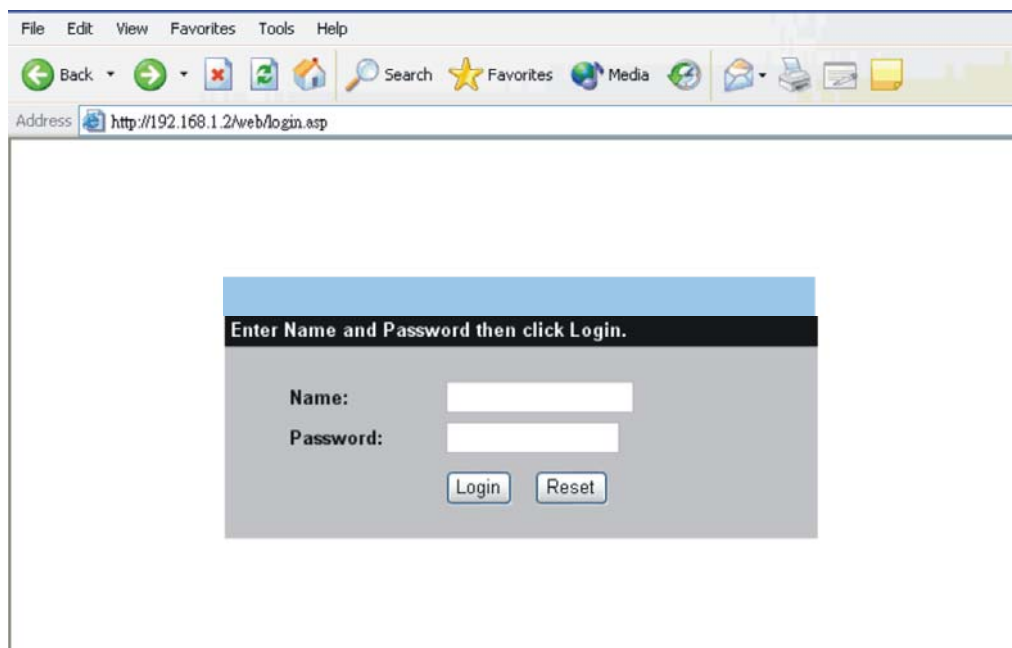 File Edit View Favorites Tools Help
Back Search Favorites Media
Address http://192.168.1.2/web/login.asp
Enter Name and Password then click Login.
Name:
Password:
Login Reset